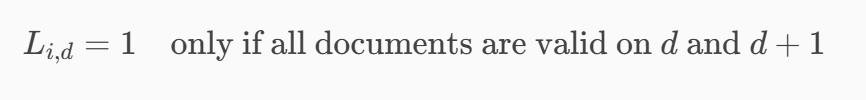 L_{i,d} = 1 only if all documents are valid on d and d + 1